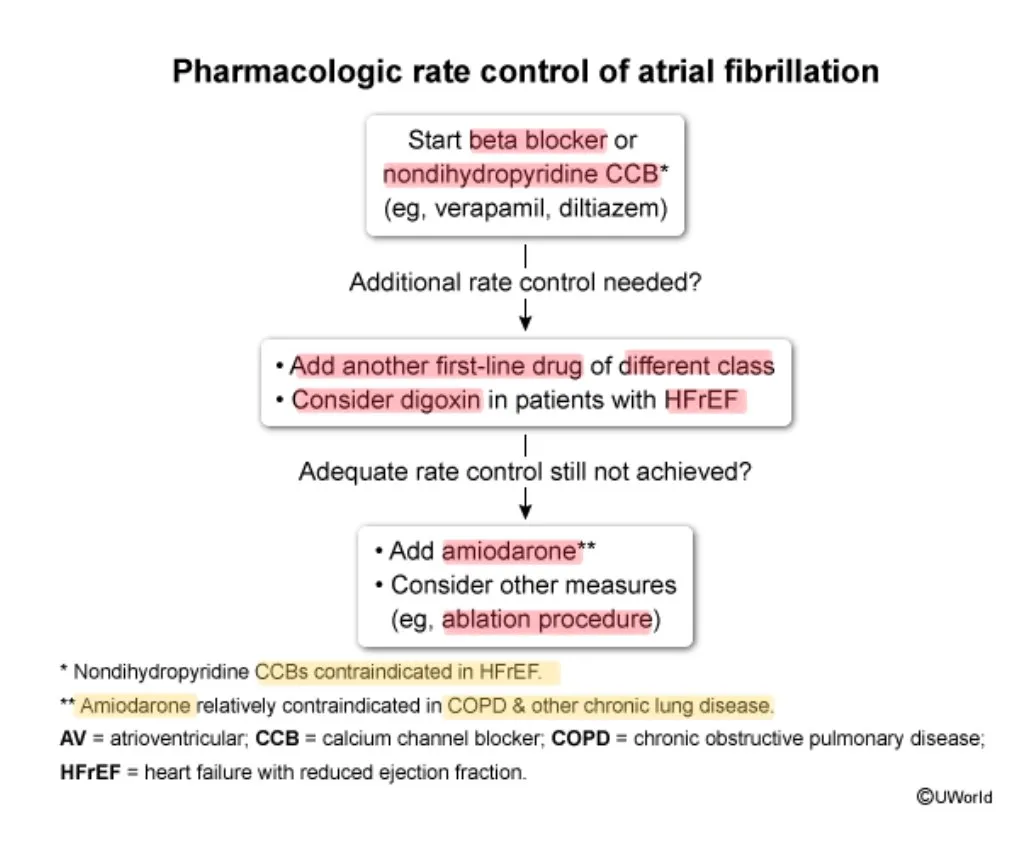 Pharmacologic rate control of atrial fibrillation
Start beta blocker or
nondihydropyridine CCB*
(eg, verapamil, diltiazem)
Additional rate control needed?
• Add another first-line drug of different class
• Consider digoxin in patients with HFrEF
Adequate rate control still not achieved?
• Add amiodarone**
• Consider other measures
(eg, ablation procedure)
* Nondihydropyridine CCBs contraindicated in HFrEF.
** Amiodarone relatively contraindicated in COPD & other chronic lung disease.
AV = atrioventricular; CCB = calcium channel blocker; COPD = chronic obstructive pulmonary disease;
HFrEF = heart failure with reduced ejection fraction.
©UWorld